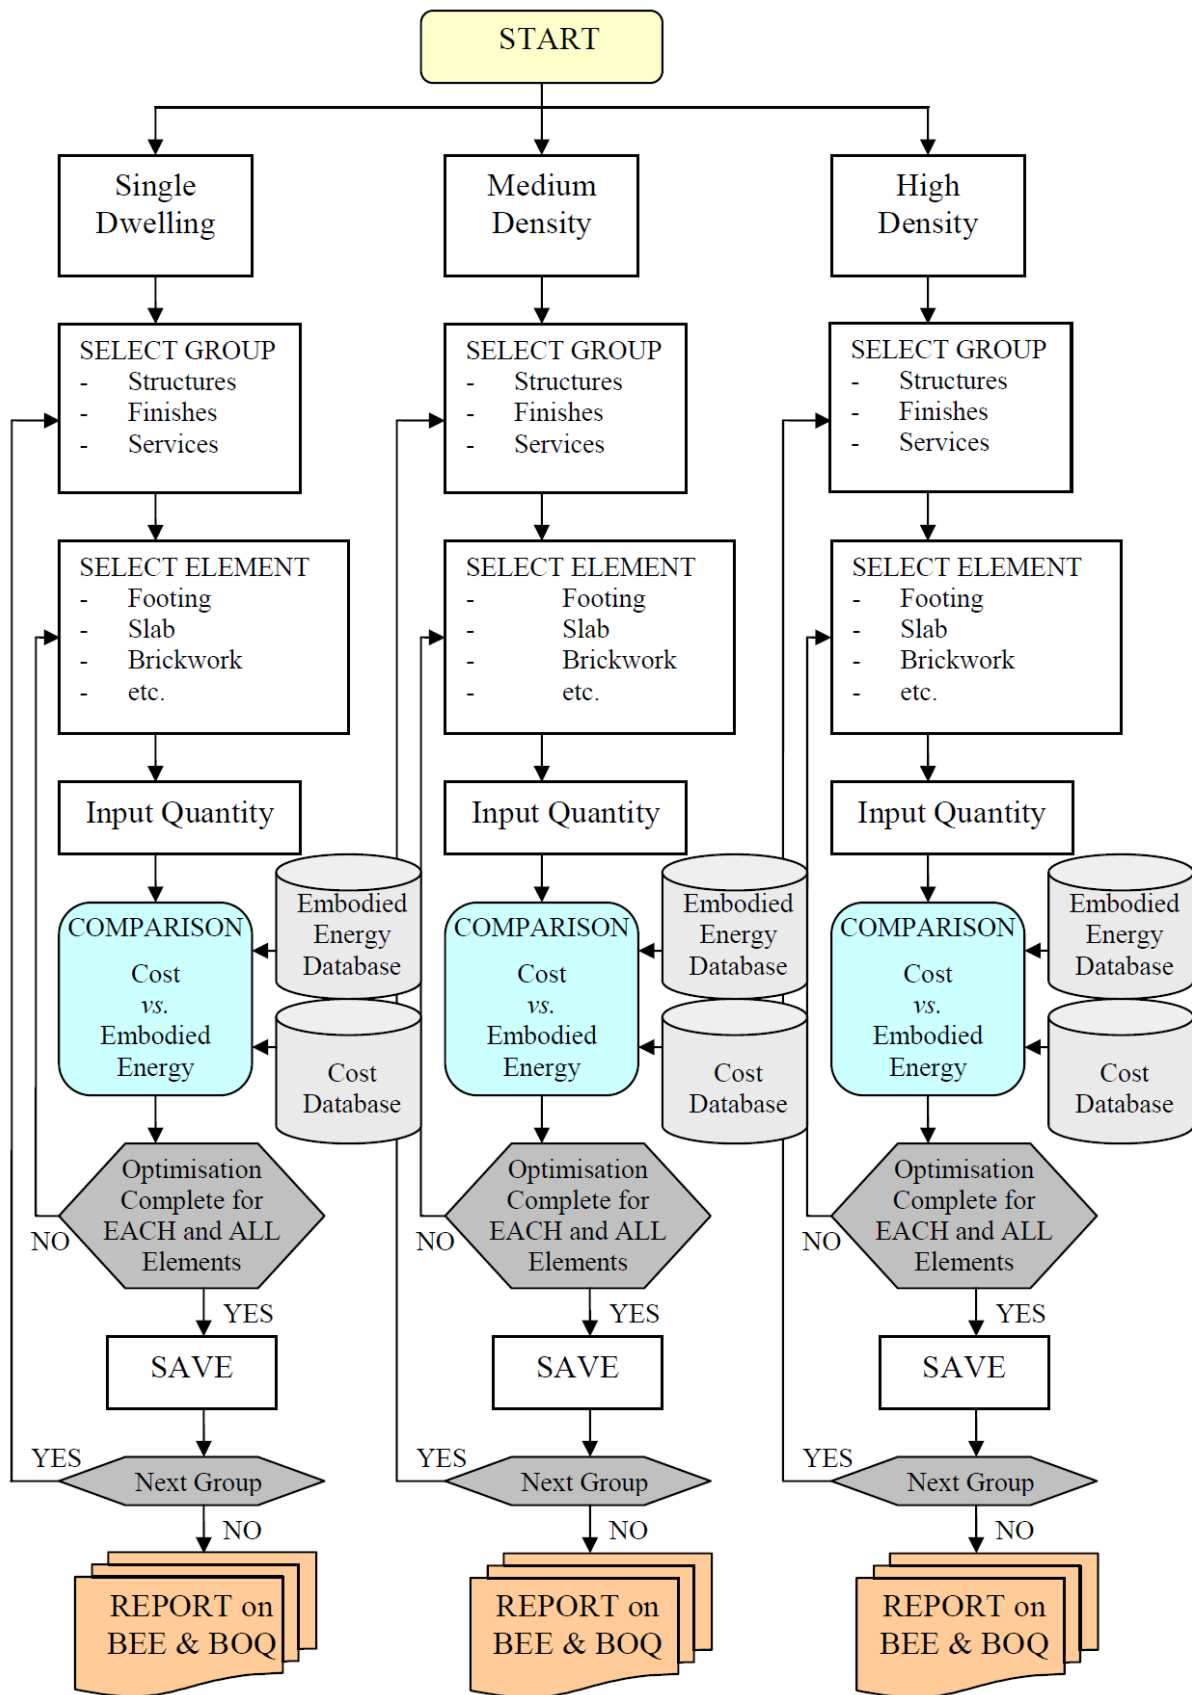 START
Single
Dwelling
SELECT GROUP
- Structures
- Finishes
- Services
SELECT ELEMENT
- Footing
- Slab
- Brickwork
- etc.
Input Quantity
COMPARISON
Cost
vs.
Embodied
Energy
Embodied
Energy
Database
Cost
Database
Optimisation
Complete for
EACH and ALL
Elements
NO
YES
SAVE
YES
Next Group
NO
REPORT on
BEE & BOQ
Medium
Density
SELECT GROUP
- Structures
- Finishes
- Services
SELECT ELEMENT
- Footing
- Slab
- Brickwork
- etc.
Input Quantity
COMPARISON
Cost
vs.
Embodied
Energy
Embodied
Energy
Database
Cost
Database
Optimisation
Complete for
EACH and ALL
Elements
NO
YES
SAVE
YES
Next Group
NO
REPORT on
BEE & BOQ
High
Density
SELECT GROUP
- Structures
- Finishes
- Services
SELECT ELEMENT
- Footing
- Slab
- Brickwork
- etc.
Input Quantity
COMPARISON
Cost
vs.
Embodied
Energy
Embodied
Energy
Database
Cost
Database
Optimisation
Complete for
EACH and ALL
Elements
NO
YES
SAVE
YES
Next Group
NO
REPORT on
BEE & BOQ